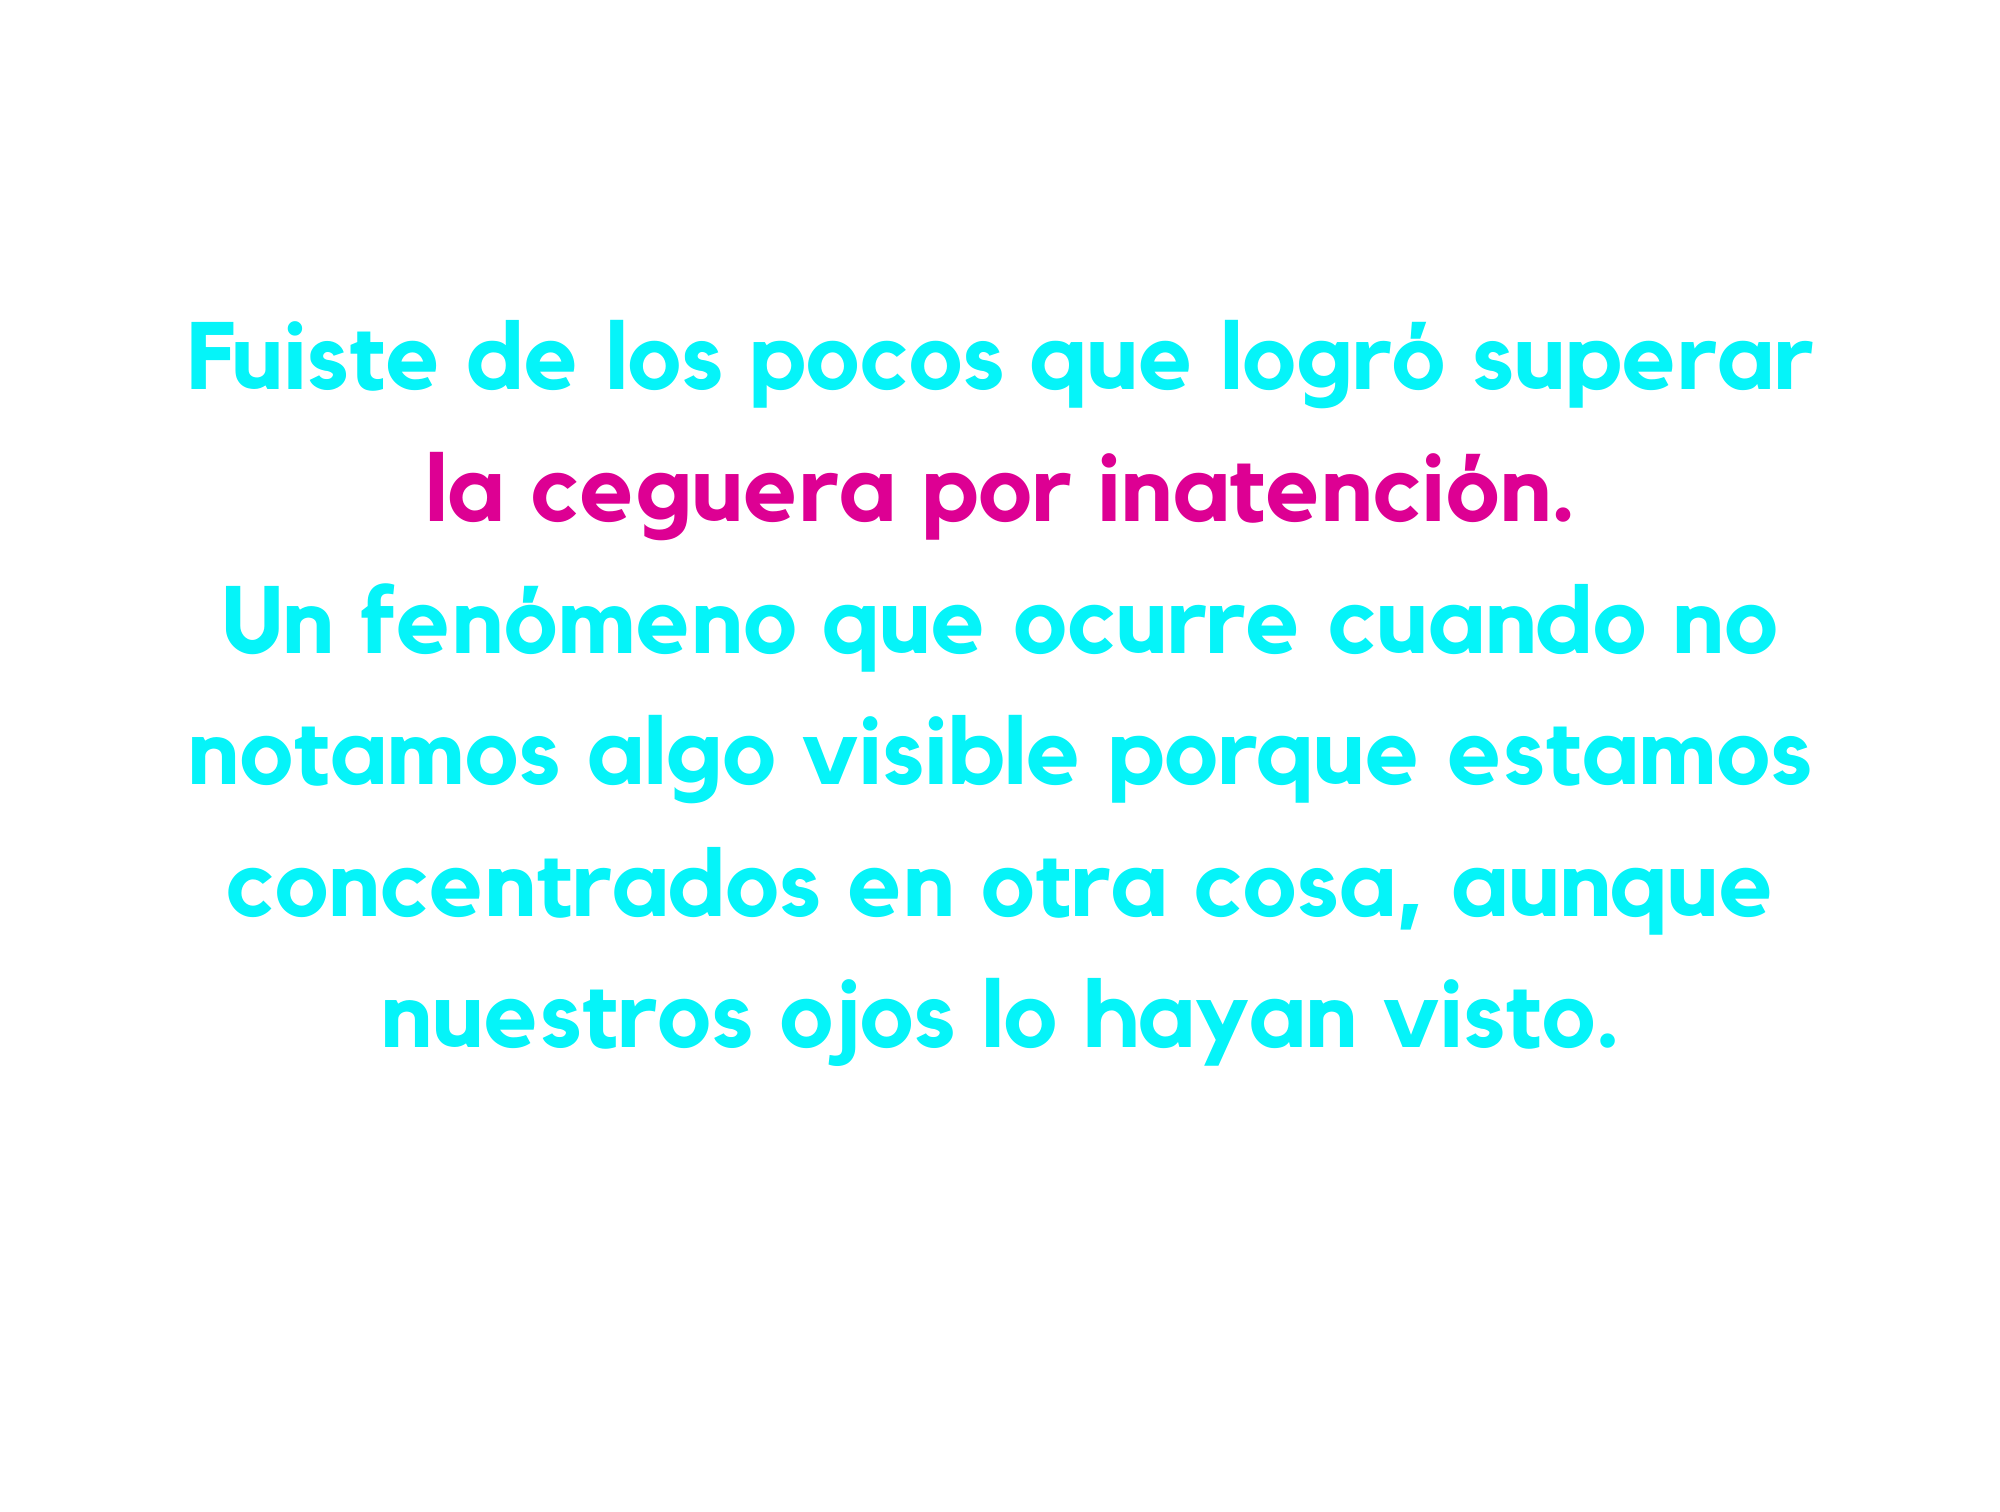 Fuiste de los pocos que logró superar
la ceguera por inatención.
Un fenómeno que ocurre cuando no
notamos algo visible porque estamos
concentrados en otra cosa, aunque
nuestros ojos lo hayan visto.